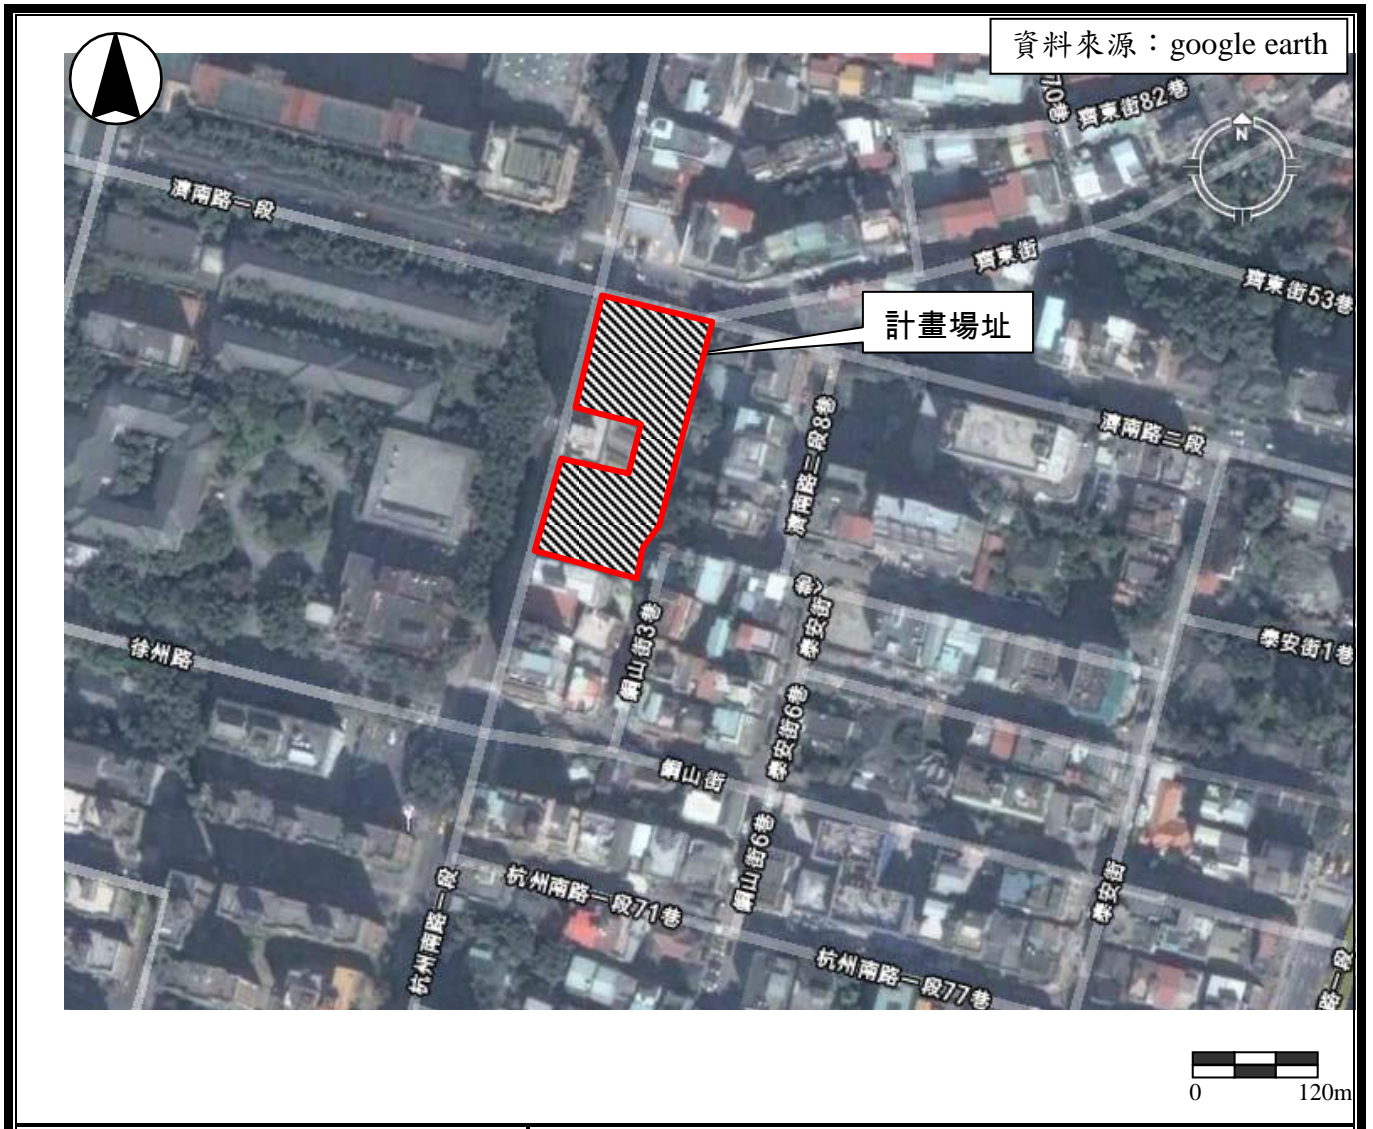 資料來源：google earth
70巷
齊東街82巷
N
濟南路一段
齊東街
齊東街53巷
計畫場址
濟南路二段8巷
濟南路二段
泰安街
巷
銅山街3巷
泰安街1巷
徐州路
泰安街6巷
銅山街
銅山街6巷
杭州南路一段71巷
泰安街
杭州南路一段
杭州南路一段77巷
路一段
0 120m